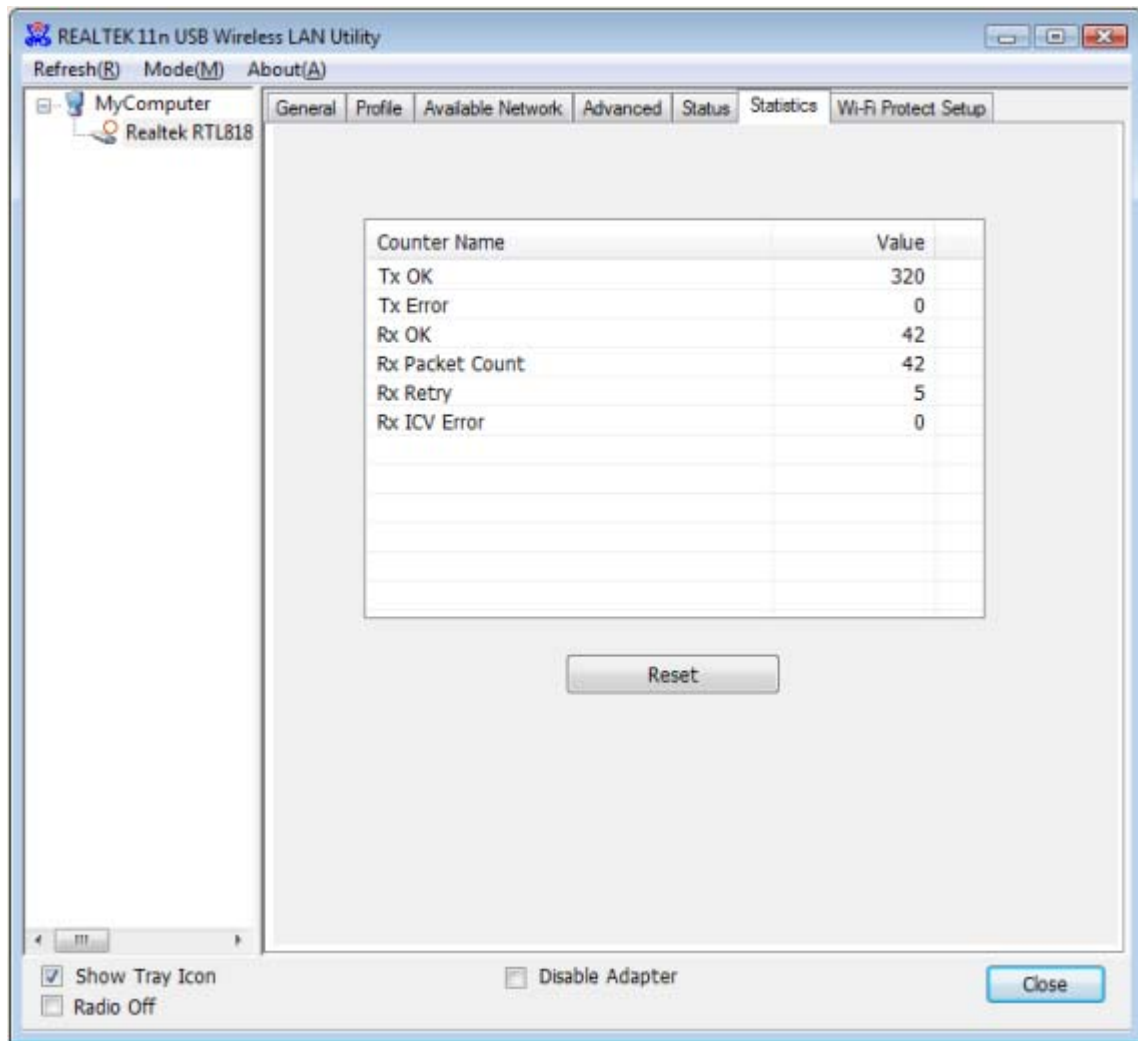 REALTEK 11n USB Wireless LAN Utility
Refresh(R) Mode(M) About(A)
MyComputer
Realtek RTL818
General Profile Available Network Advanced Status Statistics Wi-Fi Protect Setup
Counter Name Value
Tx OK 320
Tx Error 0
Rx OK 42
Rx Packet Count 42
Rx Retry 5
Rx ICV Error 0
Reset
Show Tray Icon Disable Adapter Close
Radio Off